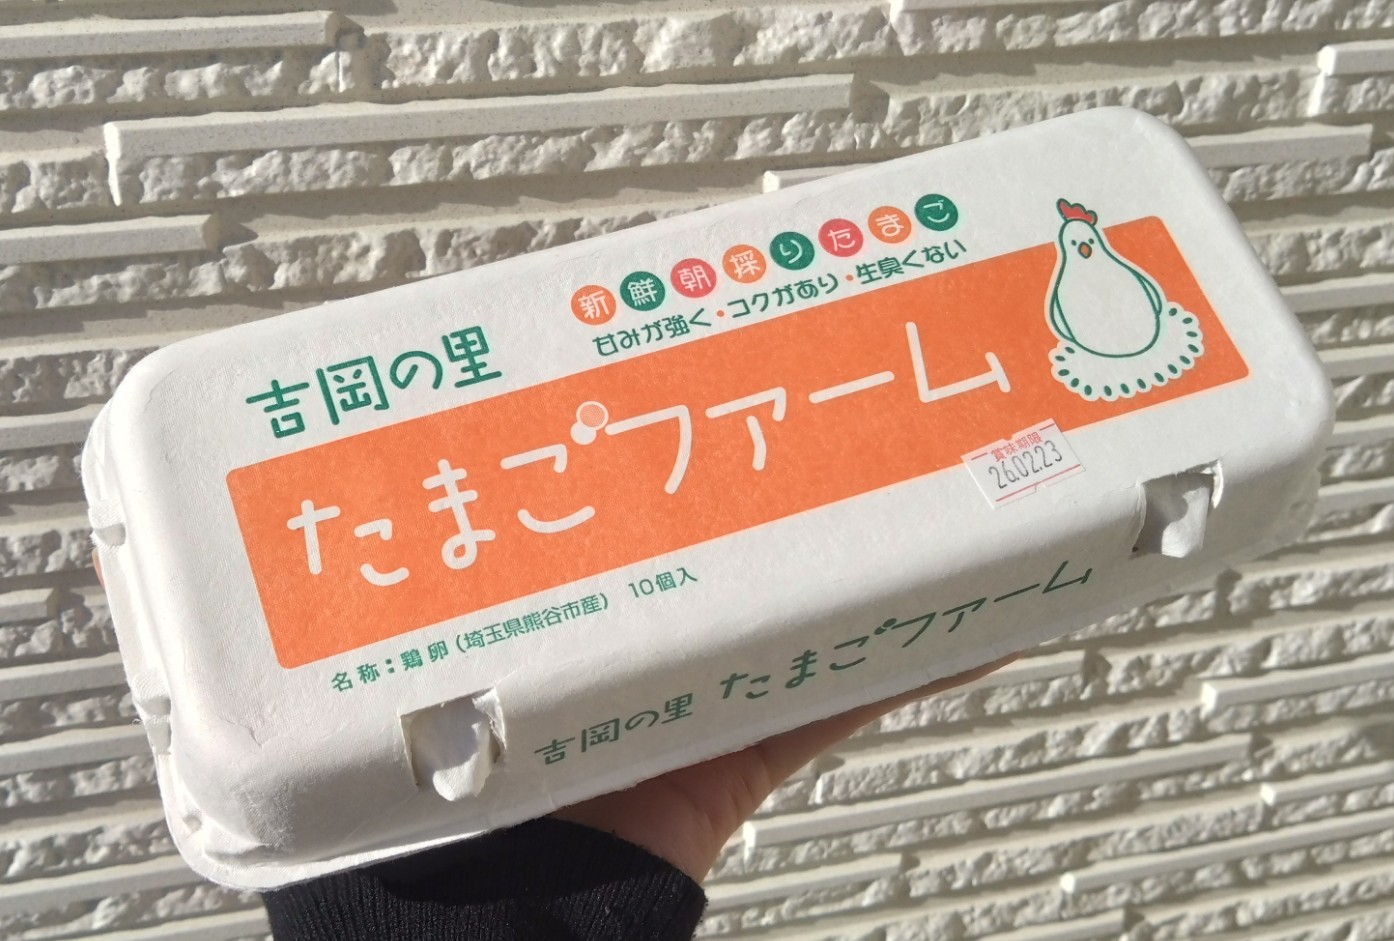 新鮮朝採りたまご
甘みが強く・コクがあり・生臭くない
吉岡の里
たまごファーム
賞味期限
26.02.23
名称：鶏卵（埼玉県熊谷市産） 10個入
吉岡の里 たまごファーム